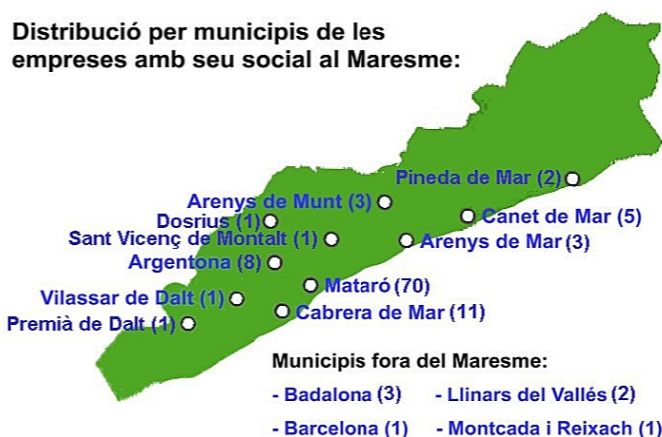 Distribució per municipis de les
empreses amb seu social al Maresme:
Pineda de Mar (2)
Arenys de Munt (3)
Canet de Mar (5)
Dosrius (1)
Sant Vicenç de Montalt (1)
Arenys de Mar (3)
Argentona (8)
Mataró (70)
Vilassar de Dalt (1)
Cabrera de Mar (11)
Premià de Dalt (1)
Municipis fora del Maresme:
- Badalona (3)
- Llinars del Vallés (2)
- Barcelona (1)
- Montcada i Reixach (1)